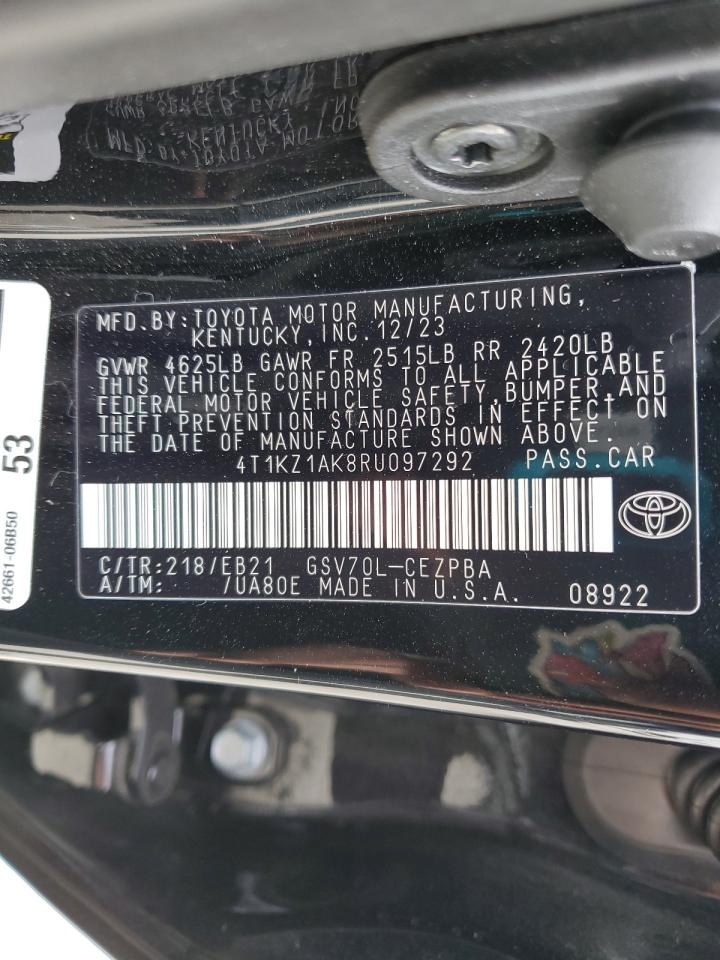 MFD.BY:TOYOTA MOTOR MANUFACTURING,
KENTUCKY,INC.12/23
GVWR 4625LB GAWR FR 2515LB RR 2420LB
THIS VEHICLE CONFORMS TO ALL APPLICABLE
FEDERAL MOTOR VEHICLE SAFETY,BUMPER,AND
THEFT PREVENTION STANDARDS IN EFFECT ON
THE DATE OF MANUFACTURE SHOWN ABOVE.
4T1KZ1AK8RU097292 PASS.CAR
C/TR:218/EB21 GSV70L-CEZPBA
A/TM: 7UA80E MADE IN U.S.A. 08922
53
42661-06B50